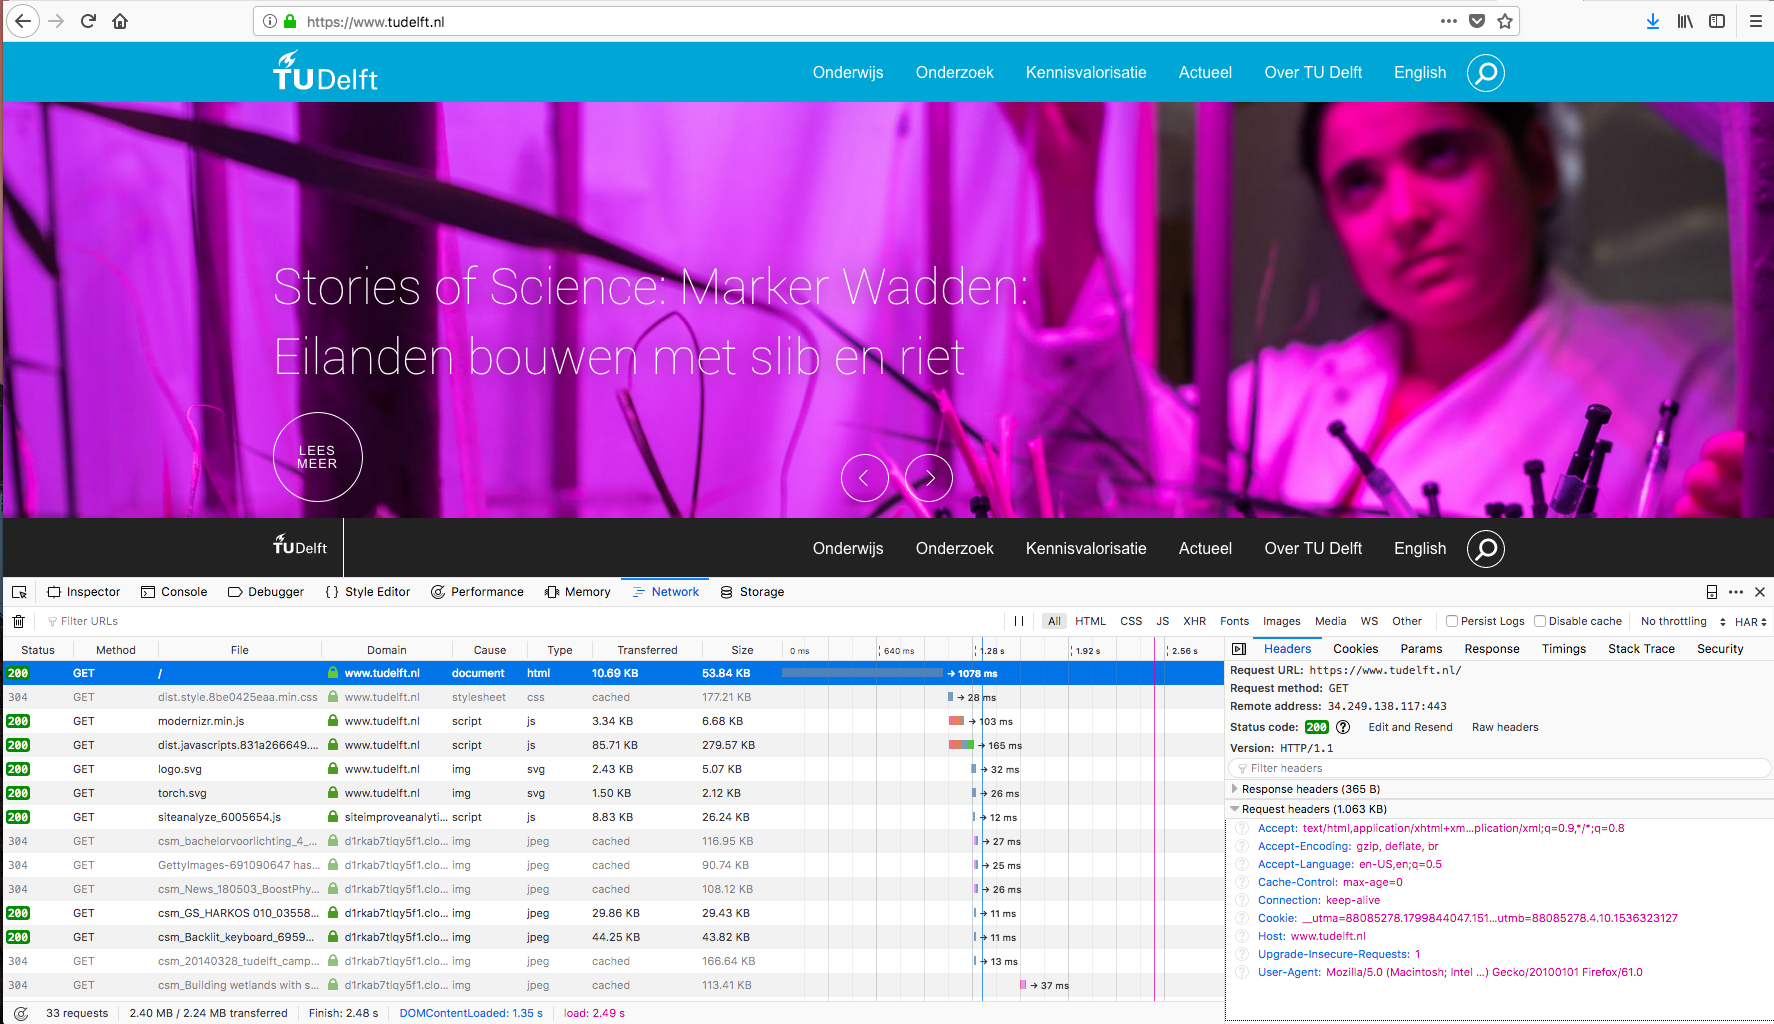 https://www.tudelft.nl
TU Delft
Onderwijs Onderzoek Kennisvalorisatie Actueel Over TU Delft English
Stories of Science: Marker Wadden:
Eilanden bouwen met slib en riet
LEES
MEER
TU Delft
Onderwijs Onderzoek Kennisvalorisatie Actueel Over TU Delft English
Inspector Console Debugger Style Editor Performance Memory Network Storage
Filter URLs All HTML CSS JS XHR Fonts Images Media WS Other Persist Logs Disable cache No throttling HAR
Status Method File Domain Cause Type Transferred Size 0 ms 640 ms 1.28 s 1.92 s 2.56 s
200 GET / www.tudelft.nl document html 10.69 KB 53.84 KB → 1078 ms
304 GET dist.style.8be0425eaa.min.css www.tudelft.nl stylesheet css cached 177.21 KB → 28 ms
200 GET modernizr.min.js www.tudelft.nl script js 3.34 KB 6.68 KB → 103 ms
200 GET dist.javascripts.831a266649.... www.tudelft.nl script js 85.71 KB 279.57 KB → 165 ms
200 GET logo.svg www.tudelft.nl img svg 2.43 KB 5.07 KB → 32 ms
200 GET torch.svg www.tudelft.nl img svg 1.50 KB 2.12 KB → 26 ms
200 GET siteanalyze_6005654.js siteimproveanalyti... script js 8.83 KB 26.24 KB → 12 ms
304 GET csm_bachelorvoorlichting_4_... d1rkab7tlqy5f1.clo... img jpeg cached 116.95 KB → 27 ms
304 GET GettyImages-691090647 has... d1rkab7tlqy5f1.clo... img jpeg cached 90.74 KB → 25 ms
304 GET csm_News_180503_BoostPhy... d1rkab7tlqy5f1.clo... img jpeg cached 108.12 KB → 26 ms
200 GET csm_GS_HARKOS 010_03558... d1rkab7tlqy5f1.clo... img jpeg 29.86 KB 29.43 KB → 11 ms
200 GET csm_Backlit_keyboard_6959... d1rkab7tlqy5f1.clo... img jpeg 44.25 KB 43.82 KB → 11 ms
304 GET csm_20140328_tudelft_camp... d1rkab7tlqy5f1.clo... img jpeg cached 166.64 KB → 13 ms
304 GET csm_Building wetlands with s... d1rkab7tlqy5f1.clo... img jpeg cached 113.41 KB → 37 ms
33 requests 2.40 MB / 2.24 MB transferred Finish: 2.48 s DOMContentLoaded: 1.35 s load: 2.49 s
Headers Cookies Params Response Timings Stack Trace Security
Request URL: https://www.tudelft.nl/
Request method: GET
Remote address: 34.249.138.117:443
Status code: 200 Edit and Resend Raw headers
Version: HTTP/1.1
Filter headers
Response headers (365 B)
Request headers (1.063 KB)
Accept: text/html,application/xhtml+xm...plication/xml;q=0.9,*/*;q=0.8
Accept-Encoding: gzip, deflate, br
Accept-Language: en-US,en;q=0.5
Cache-Control: max-age=0
Connection: keep-alive
Cookie: __utma=88085278.1799844047.151...utmb=88085278.4.10.1536323127
Host: www.tudelft.nl
Upgrade-Insecure-Requests: 1
User-Agent: Mozilla/5.0 (Macintosh; Intel ...) Gecko/20100101 Firefox/61.0